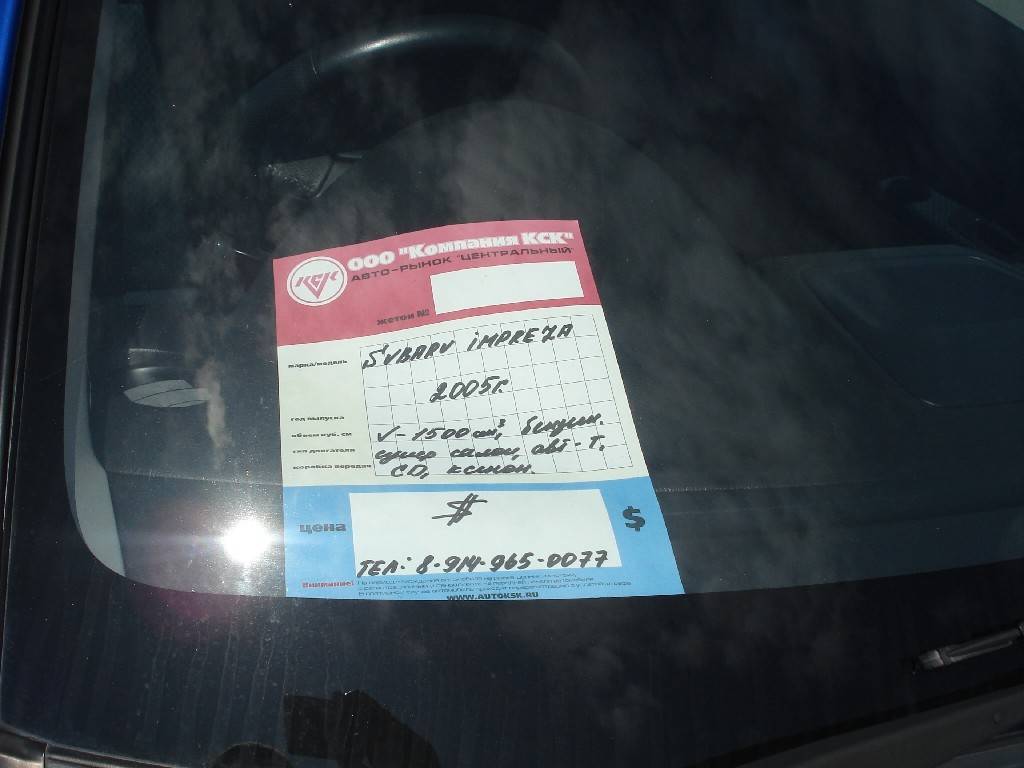 КСК
ООО "Компания КСК"
АВТО-РЫНОК "ЦЕНТРАЛЬНЫЙ"
жетон №
марка/модель SUBARU IMPREZA
2005г.
год выпуска
объем куб. см V-1500 см³,
тип двигателя супер салон, авт-т,
коробка передач CD, ксенон.
цена $ $
ТЕЛ: 8-914-965-0077
Внимание!
WWW.AUTOKSK.RU